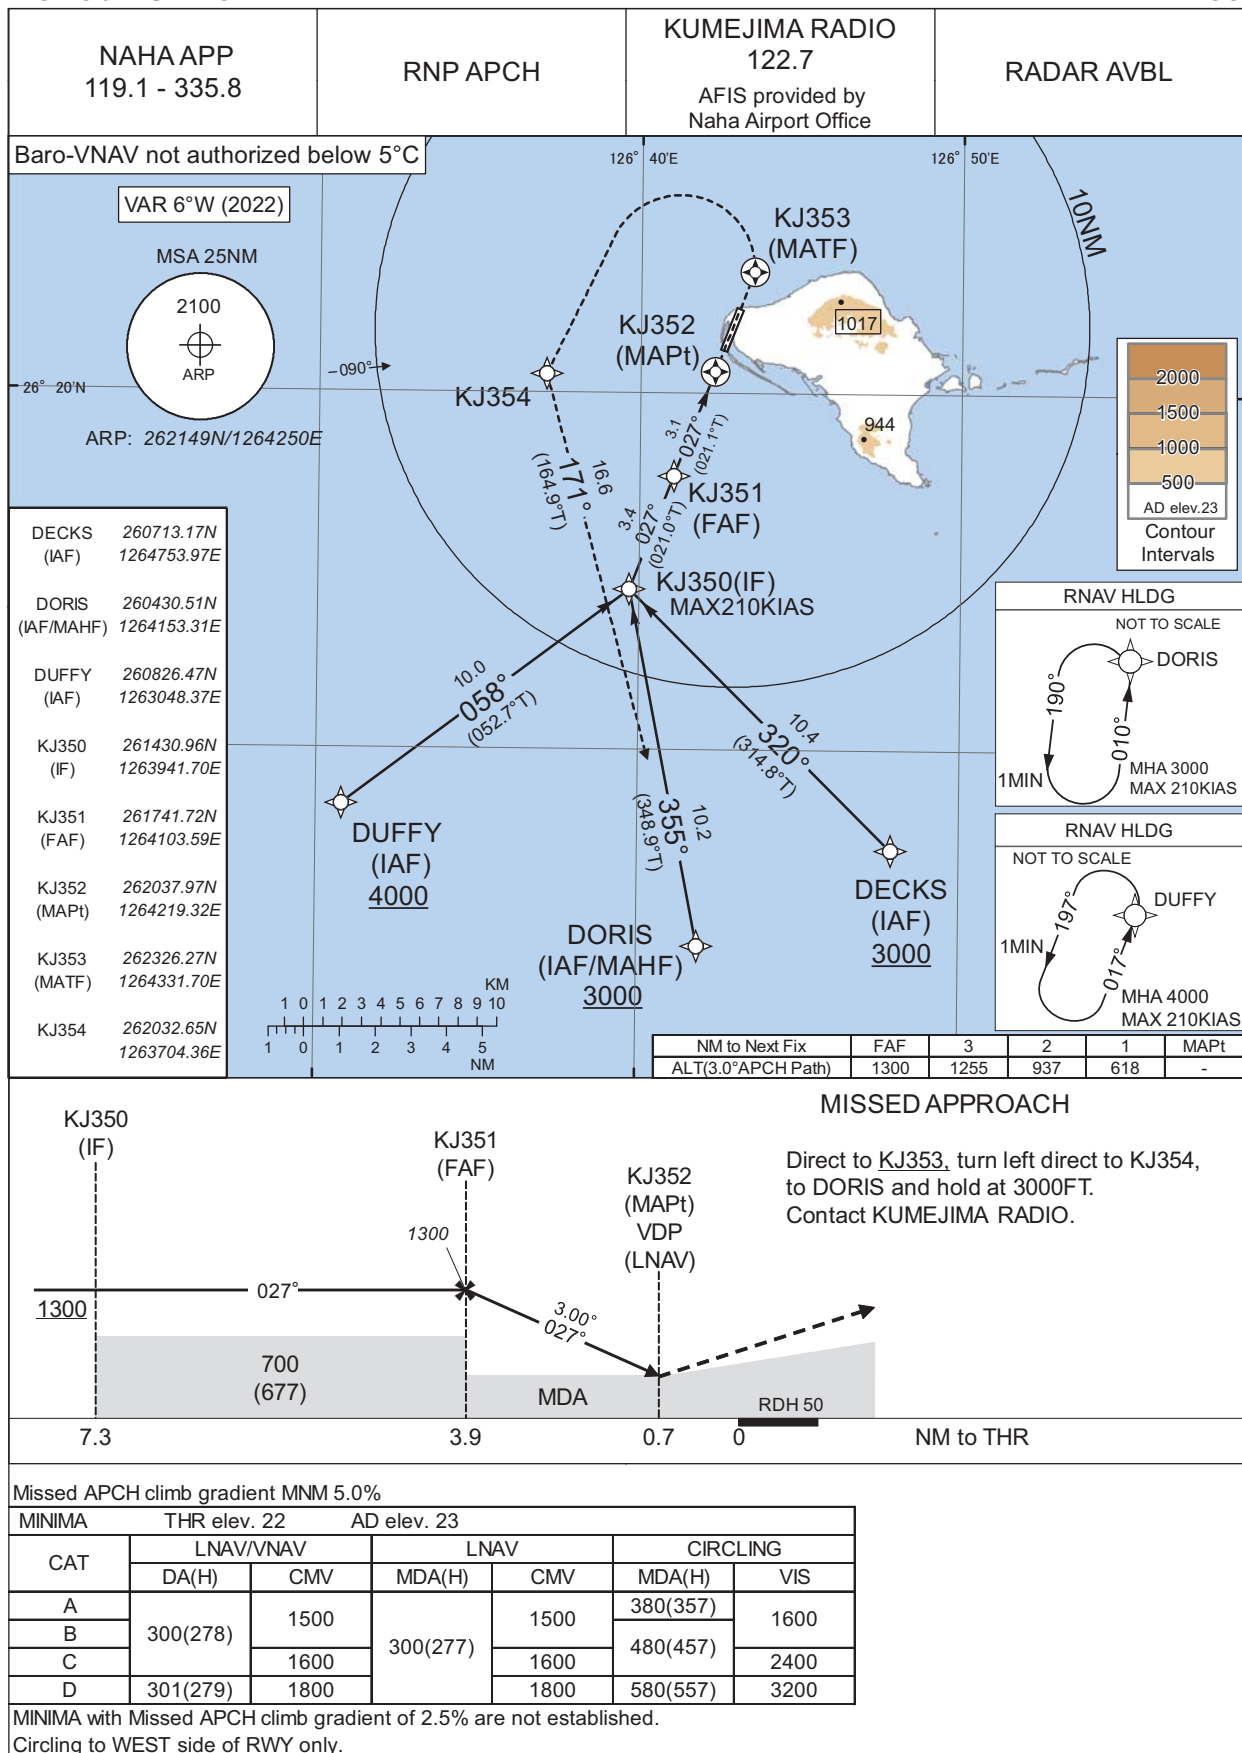 NAHA APP
119.1 - 335.8
RNP APCH
KUMEJIMA RADIO
122.7
AFIS provided by
Naha Airport Office
RADAR AVBL
Baro-VNAV not authorized below 5°C
126° 40'E
126° 50'E
VAR 6°W (2022)
10NM
KJ353
(MATF)
MSA 25NM
2100
ARP
1017
KJ352
(MAPt)
090°
26° 20'N
KJ354
2000
1500
1000
500
AD elev.23
Contour
Intervals
944
ARP: 262149N/1264250E
3.1
027°
(021.1°T)
16.6
171°
(164.9°T)
KJ351
(FAF)
3.4
027°
(021.0°T)
DECKS 260713.17N
(IAF) 1264753.97E
DORIS 260430.51N
(IAF/MAHF) 1264153.31E
DUFFY 260826.47N
(IAF) 1263048.37E
KJ350 261430.96N
(IF) 1263941.70E
KJ351 261741.72N
(FAF) 1264103.59E
KJ352 262037.97N
(MAPt) 1264219.32E
KJ353 262326.27N
(MATF) 1264331.70E
KJ354 262032.65N
1263704.36E
KJ350(IF)
MAX210KIAS
RNAV HLDG
NOT TO SCALE
DORIS
190°
010°
1MIN
MHA 3000
MAX 210KIAS
10.0
058°
(052.7°T)
10.4
320°
(314.8°T)
10.2
355°
(348.9°T)
RNAV HLDG
NOT TO SCALE
DUFFY
197°
1MIN
017°
MHA 4000
MAX 210KIAS
DUFFY
(IAF)
4000
DECKS
(IAF)
3000
DORIS
(IAF/MAHF)
3000
KM
1 0 1 2 3 4 5 6 7 8 9 10
1 0 1 2 3 4 5
NM
NM to Next Fix FAF 3 2 1 MAPt
ALT(3.0°APCH Path) 1300 1255 937 618 -
MISSED APPROACH
Direct to KJ353, turn left direct to KJ354,
to DORIS and hold at 3000FT.
Contact KUMEJIMA RADIO.
KJ350
(IF)
KJ351
(FAF)
KJ352
(MAPt)
VDP
(LNAV)
1300
027°
1300
3.00°
027°
700
(677)
MDA
RDH 50
7.3 3.9 0.7 0 NM to THR
Missed APCH climb gradient MNM 5.0%
MINIMA THR elev. 22 AD elev. 23
CAT LNAV/VNAV LNAV CIRCLING
DA(H) CMV MDA(H) CMV MDA(H) VIS
A 300(278) 1500 300(277) 1500 380(357) 1600
B 480(457)
C 1600 1600 2400
D 301(279) 1800 1800 580(557) 3200
MINIMA with Missed APCH climb gradient of 2.5% are not established.
Circling to WEST side of RWY only.